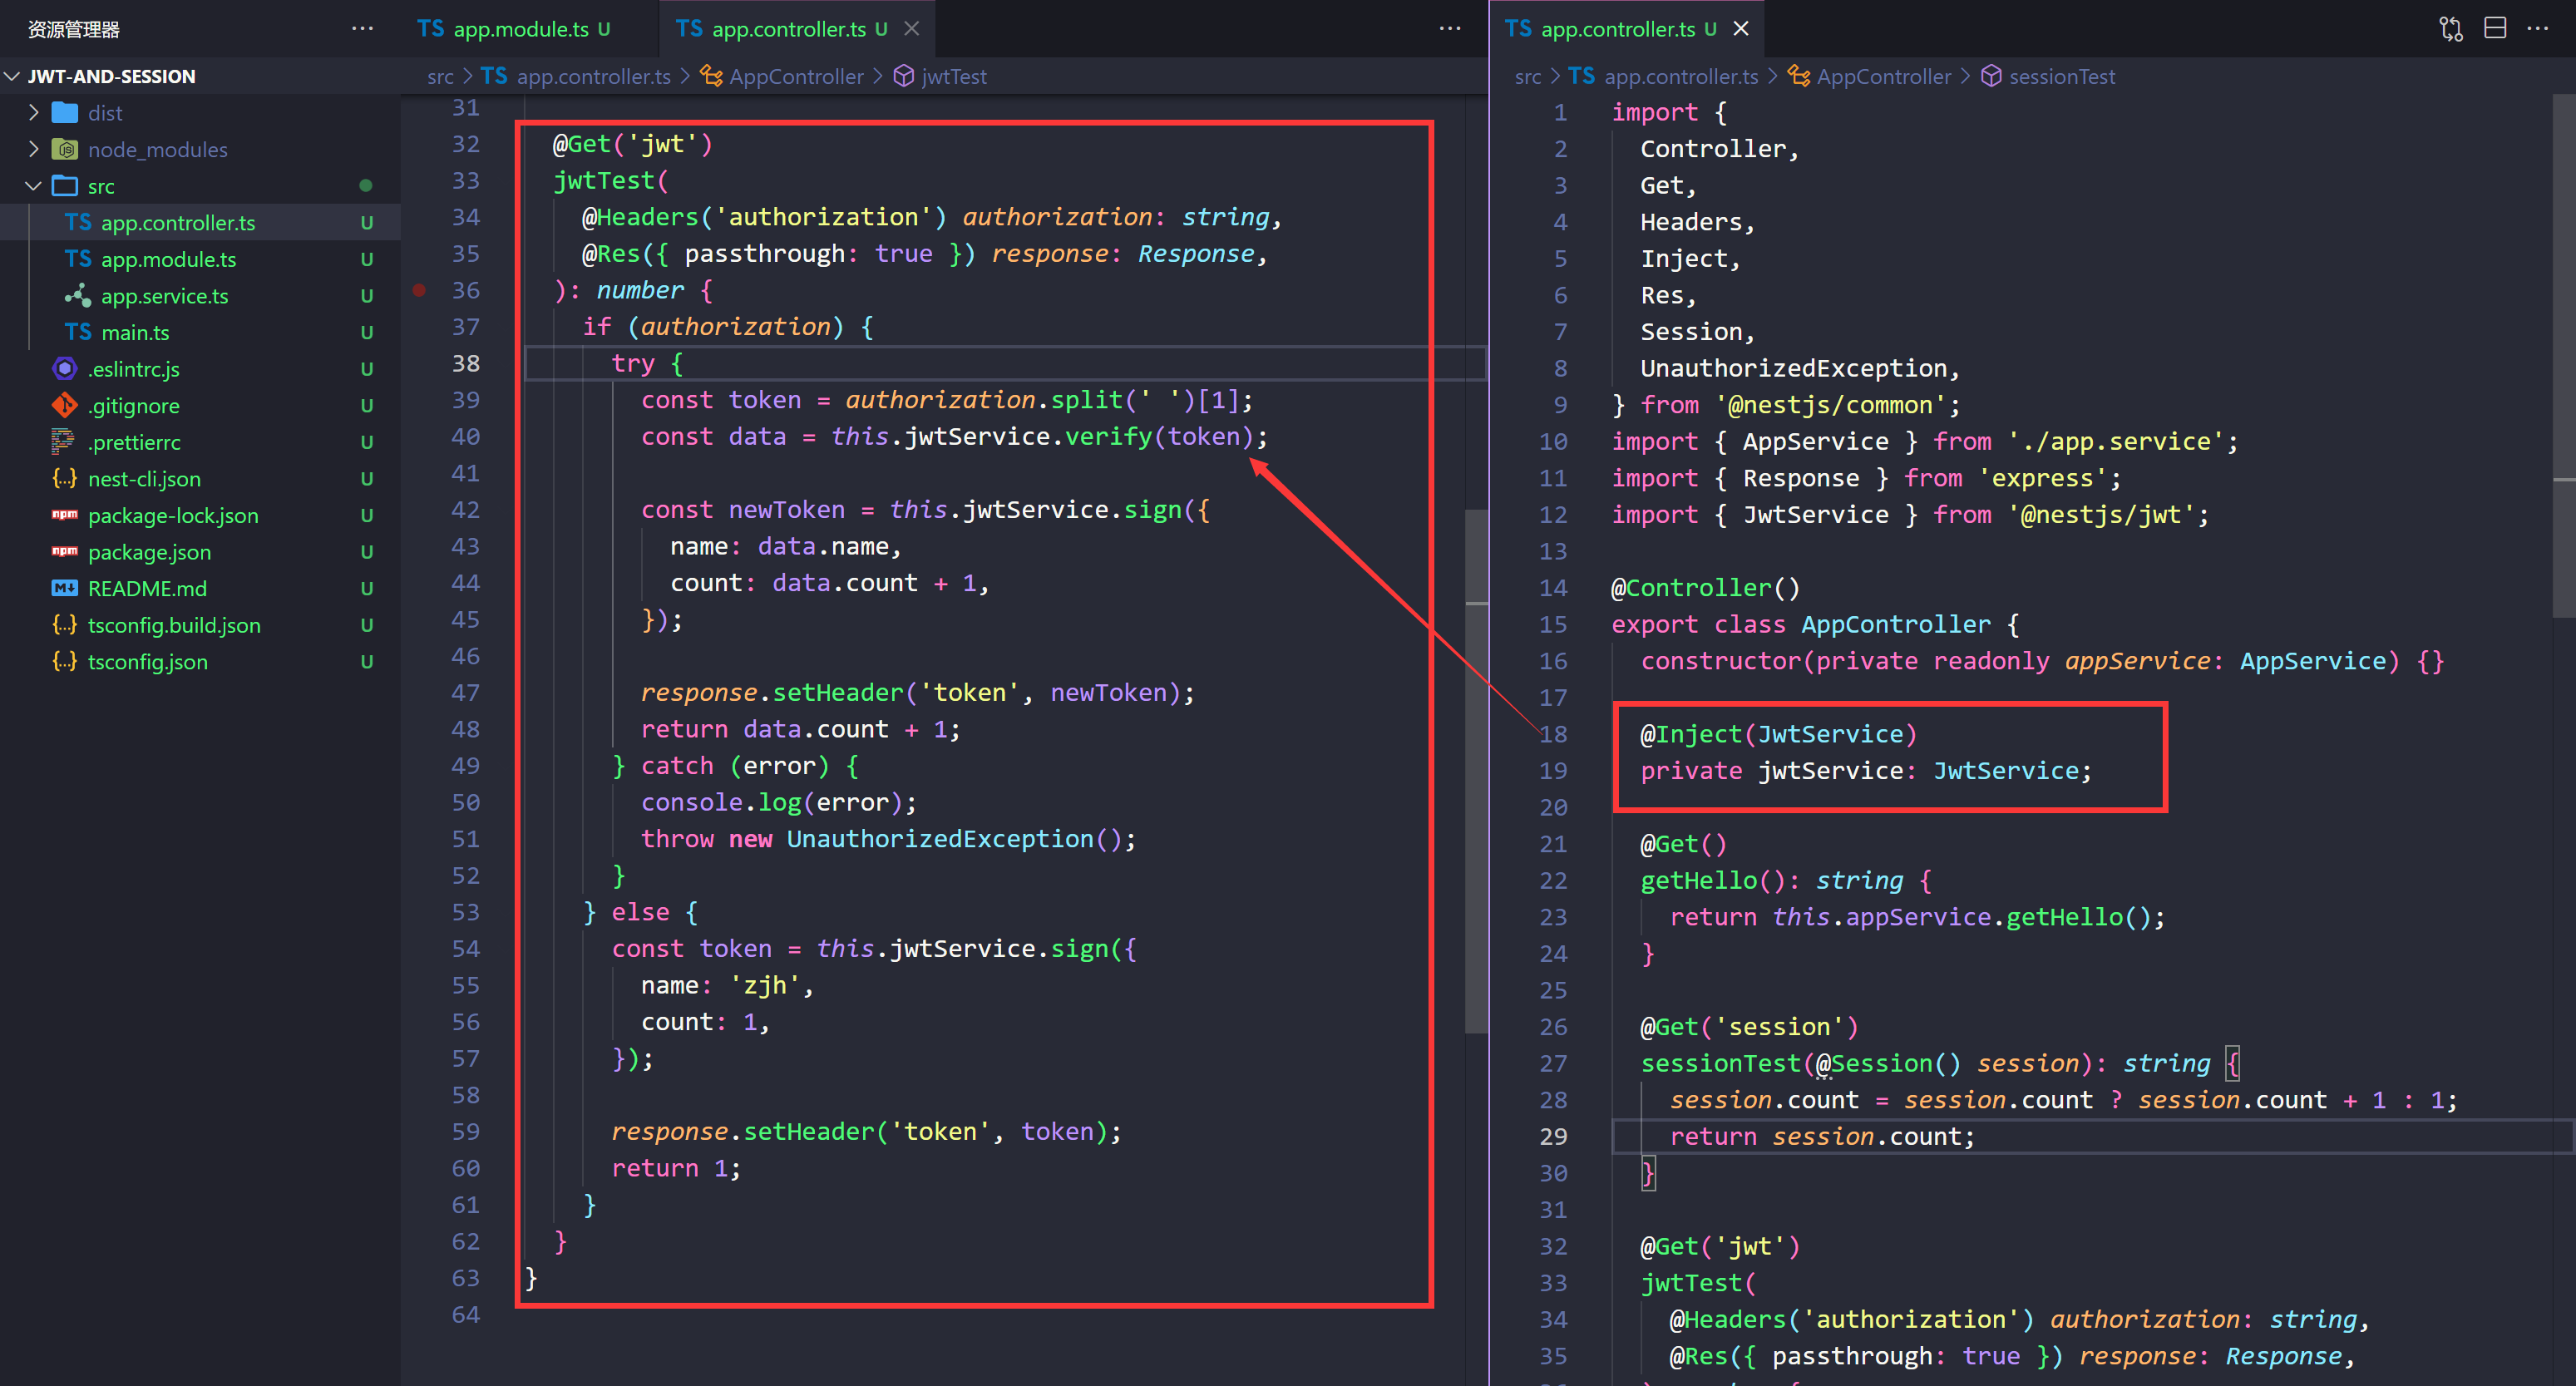 资源管理器
JWT-AND-SESSION
dist
node_modules
src
TS app.controller.ts U
TS app.module.ts U
app.service.ts U
TS main.ts U
.eslintrc.js U
.gitignore U
.prettierrc U
{..} nest-cli.json U
npm package-lock.json U
npm package.json U
M↓ README.md U
{..} tsconfig.build.json U
{..} tsconfig.json U
TS app.module.ts U
TS app.controller.ts U
src > TS app.controller.ts > AppController > jwtTest
31
32 @Get('jwt')
33 jwtTest(
34 @Headers('authorization') authorization: string,
35 @Res({ passthrough: true }) response: Response,
36 ): number {
37 if (authorization) {
38 try {
39 const token = authorization.split(' ')[1];
40 const data = this.jwtService.verify(token);
41
42 const newToken = this.jwtService.sign({
43 name: data.name,
44 count: data.count + 1,
45 });
46
47 response.setHeader('token', newToken);
48 return data.count + 1;
49 } catch (error) {
50 console.log(error);
51 throw new UnauthorizedException();
52 }
53 } else {
54 const token = this.jwtService.sign({
55 name: 'zjh',
56 count: 1,
57 });
58
59 response.setHeader('token', token);
60 return 1;
61 }
62 }
63 }
64
TS app.controller.ts U
src > TS app.controller.ts > AppController > sessionTest
1 import {
2 Controller,
3 Get,
4 Headers,
5 Inject,
6 Res,
7 Session,
8 UnauthorizedException,
9 } from '@nestjs/common';
10 import { AppService } from './app.service';
11 import { Response } from 'express';
12 import { JwtService } from '@nestjs/jwt';
13
14 @Controller()
15 export class AppController {
16 constructor(private readonly appService: AppService) {}
17
18 @Inject(JwtService)
19 private jwtService: JwtService;
20
21 @Get()
22 getHello(): string {
23 return this.appService.getHello();
24 }
25
26 @Get('session')
27 sessionTest(@Session() session): string {
28 session.count = session.count ? session.count + 1 : 1;
29 return session.count;
30 }
31
32 @Get('jwt')
33 jwtTest(
34 @Headers('authorization') authorization: string,
35 @Res({ passthrough: true }) response: Response,